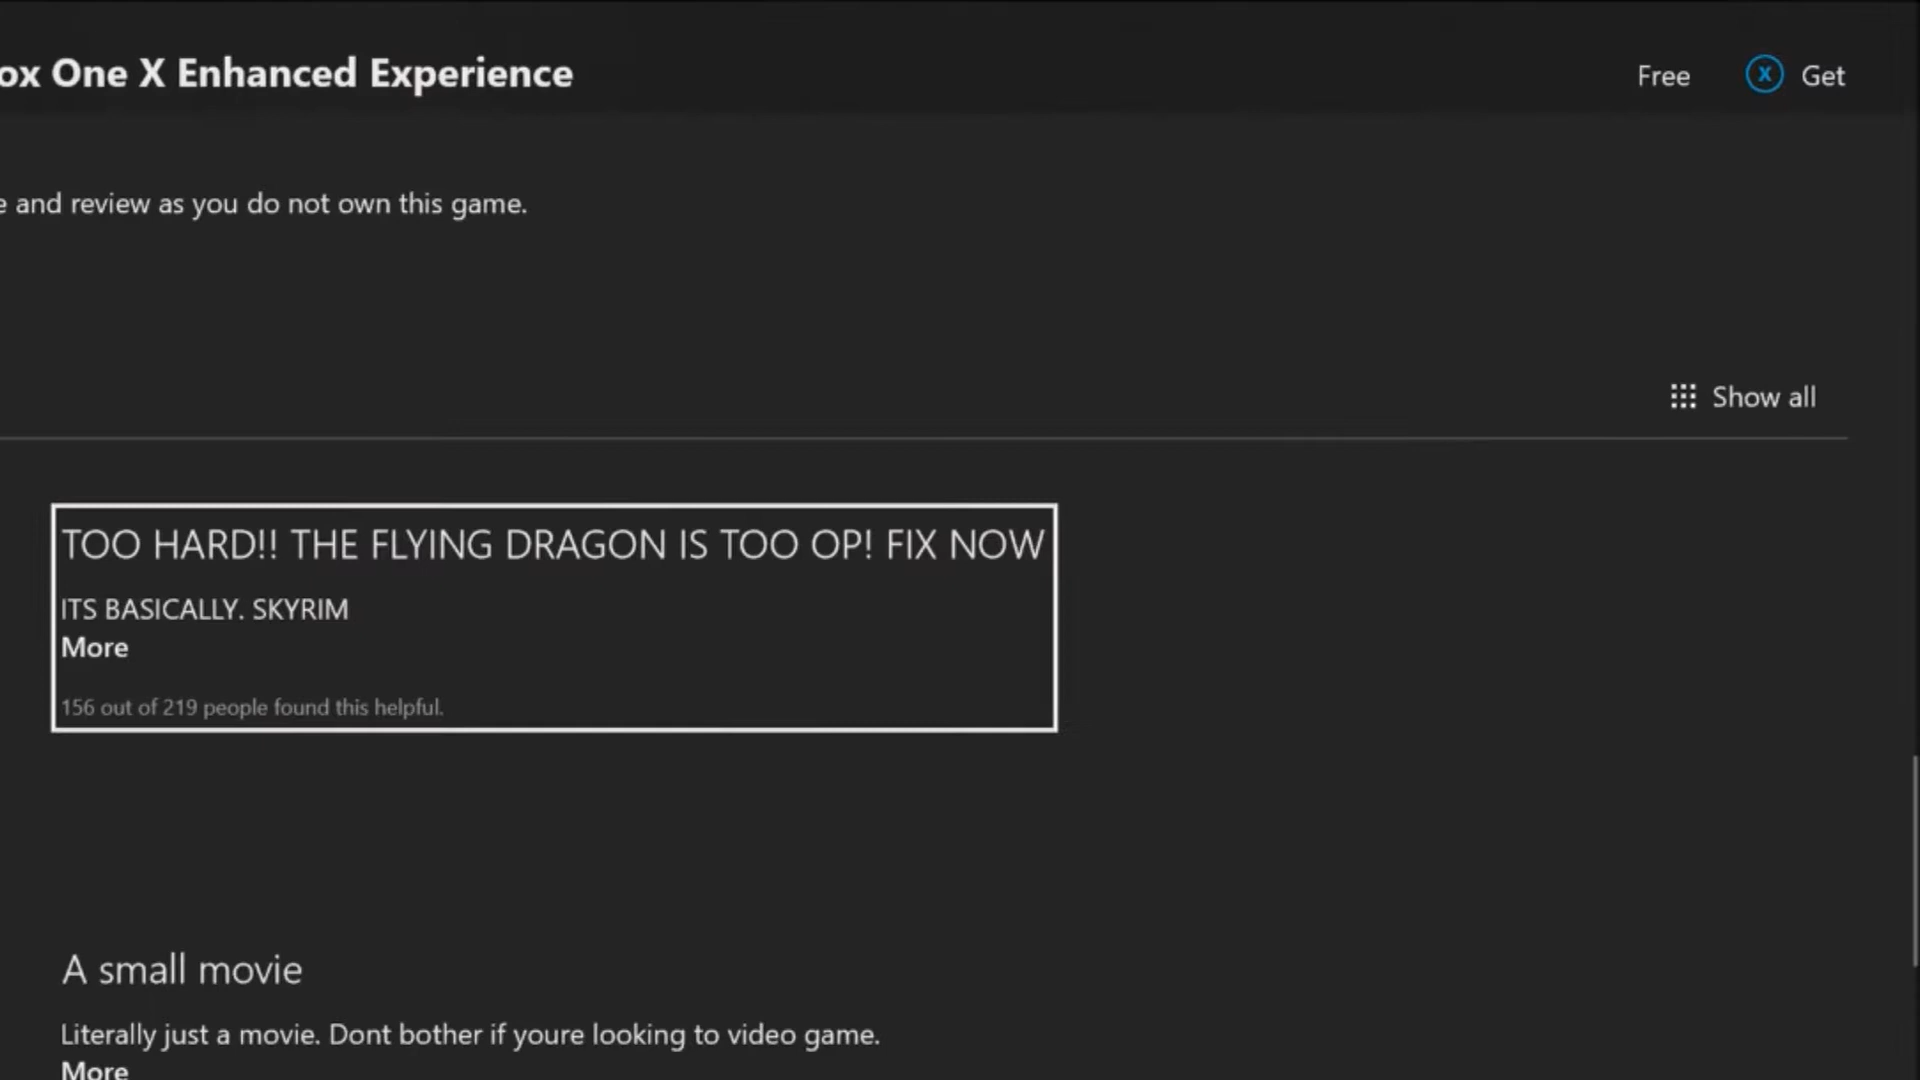 ox One X Enhanced Experience
Free
X Get
e and review as you do not own this game.
Show all
TOO HARD!! THE FLYING DRAGON IS TOO OP! FIX NOW
ITS BASICALLY. SKYRIM
More
156 out of 219 people found this helpful.
A small movie
Literally just a movie. Dont bother if youre looking to video game.
More